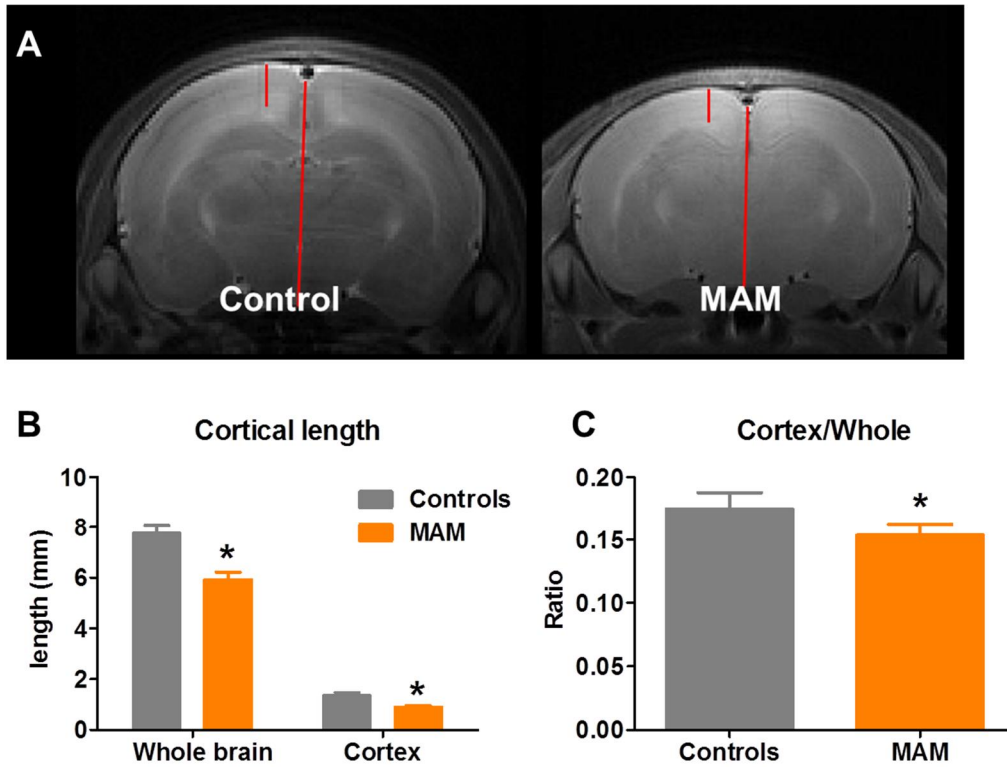 A
Control
MAM
B
Cortical length
10
8
6
4
2
0
length (mm)
Controls
MAM
*
*
Whole brain
Cortex
C
Cortex/Whole
0.20
0.15
0.10
0.05
0.00
Ratio
*
Controls
MAM